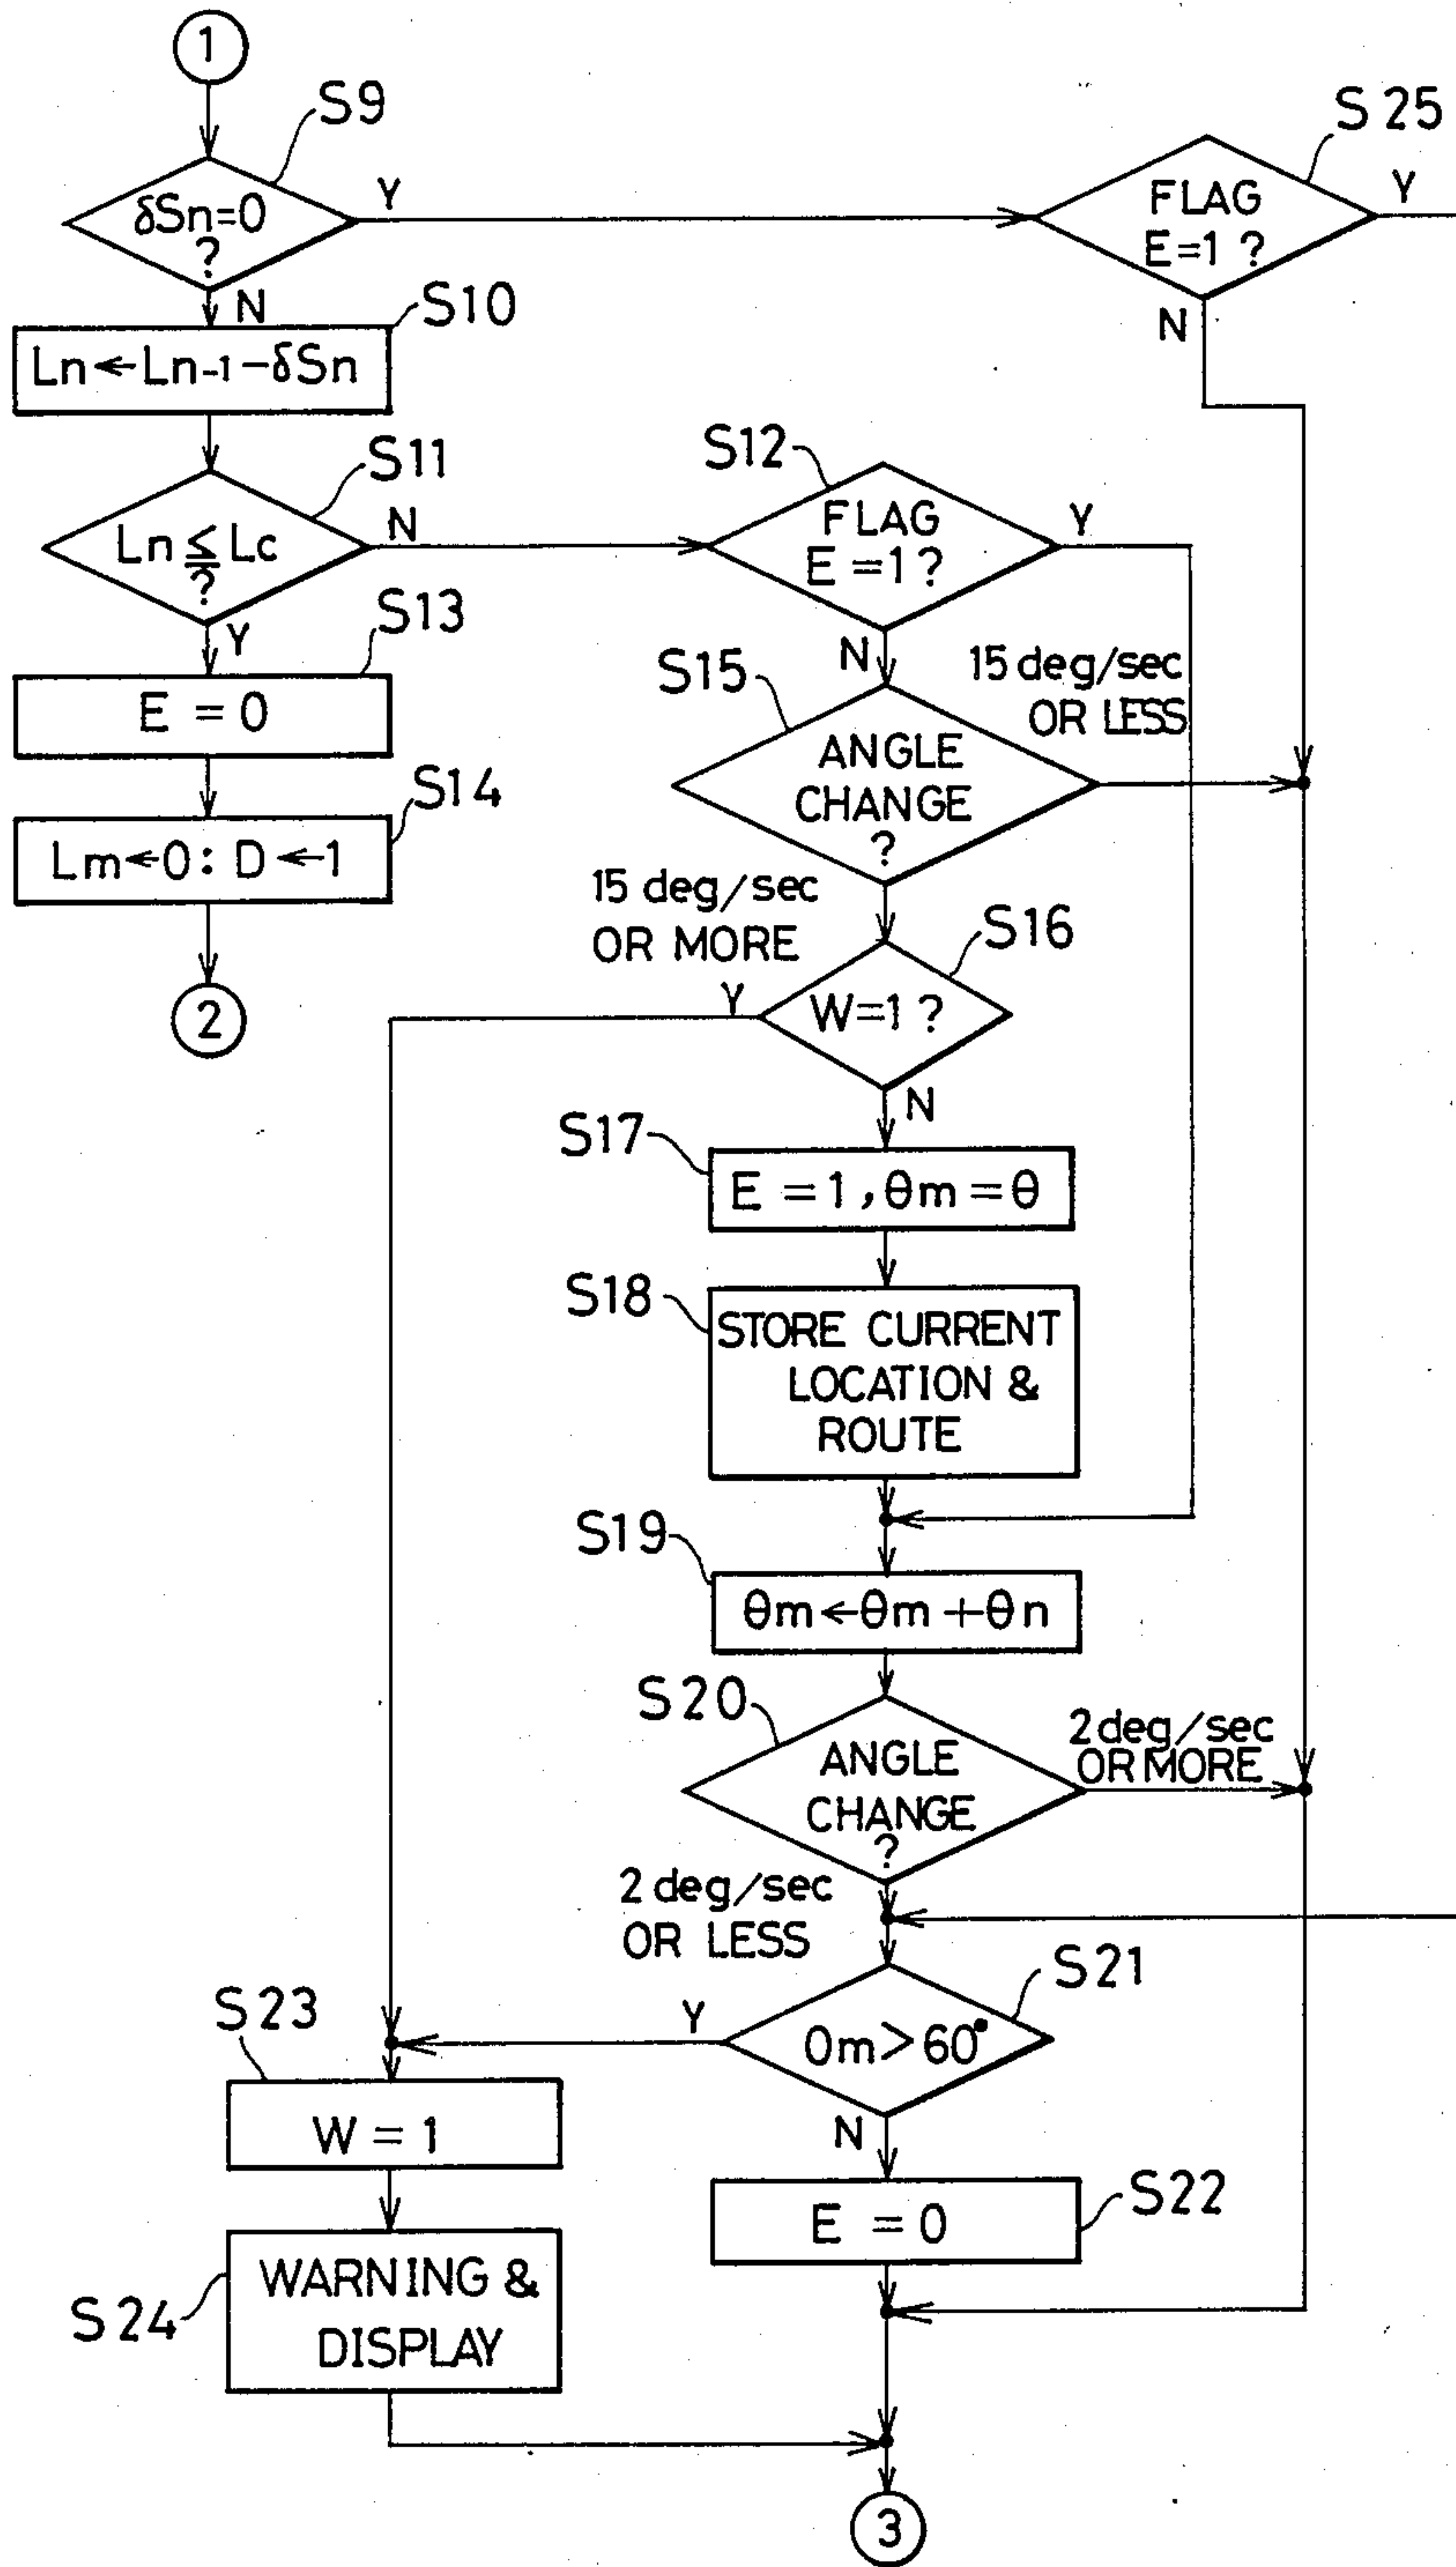 1
S9
S 25
δSn=0
?
Y
FLAG
E=1 ?
Y
N
N
S10
Ln←Ln-1-δSn
S11
S12
Ln≦Lc
?
N
FLAG
E =1 ?
Y
Y
S13
N
E = 0
S15
15 deg/sec
OR LESS
ANGLE
CHANGE
?
S14
Lm←0: D ←1
15 deg/sec
OR MORE
S16
2
Y
W=1 ?
N
S17
E = 1 , θm = θ
S18
STORE CURRENT
LOCATION &
ROUTE
S19
θm←θm +θn
S 20
ANGLE
CHANGE
?
2 deg/sec
OR MORE
2 deg/sec
OR LESS
S21
S23
Y
0m> 60°
W = 1
N
S22
E = 0
S 24
WARNING &
DISPLAY
3